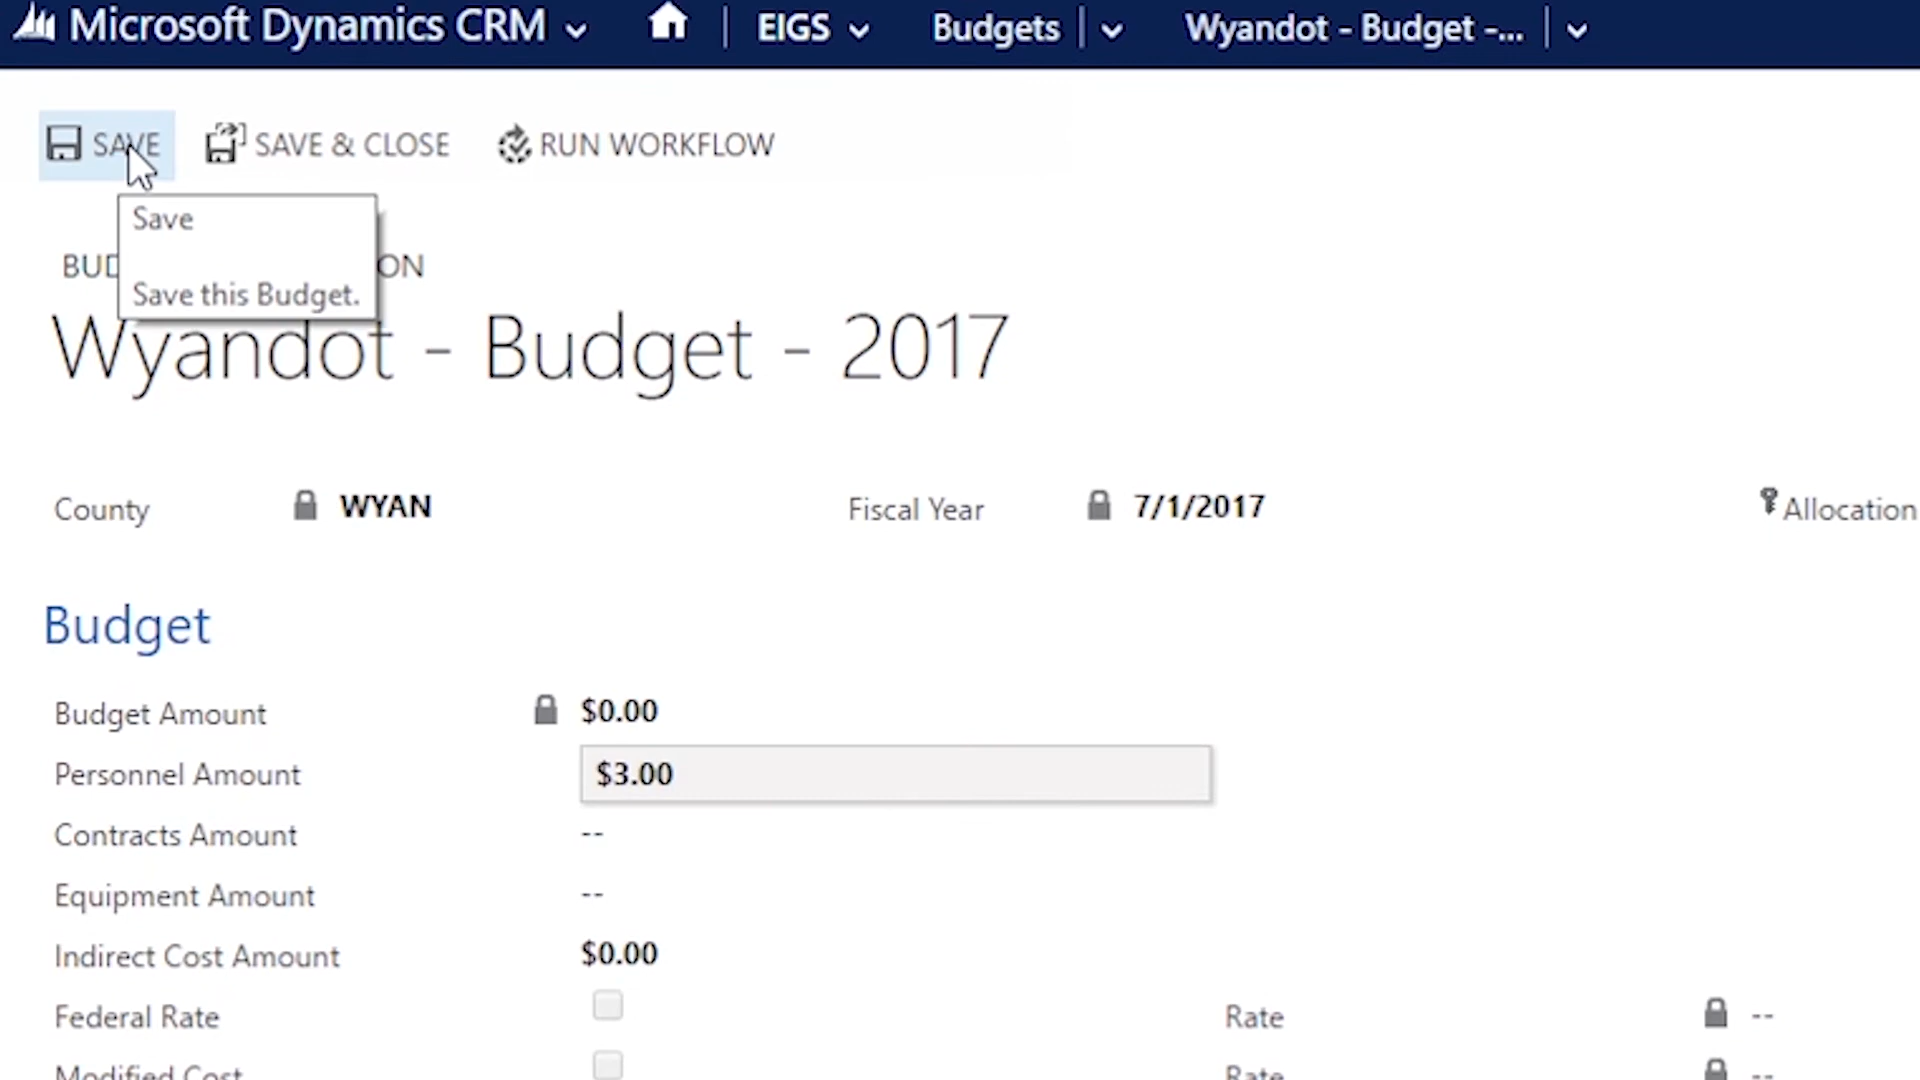 Microsoft Dynamics CRM EIGS Budgets Wyandot - Budget -...
SAVE SAVE & CLOSE RUN WORKFLOW
Save
Save this Budget.
Wyandot - Budget - 2017
County WYAN Fiscal Year 7/1/2017 Allocation
Budget
Budget Amount $0.00
Personnel Amount $3.00
Contracts Amount --
Equipment Amount --
Indirect Cost Amount $0.00
Federal Rate Rate --
Modified Cost Rate --